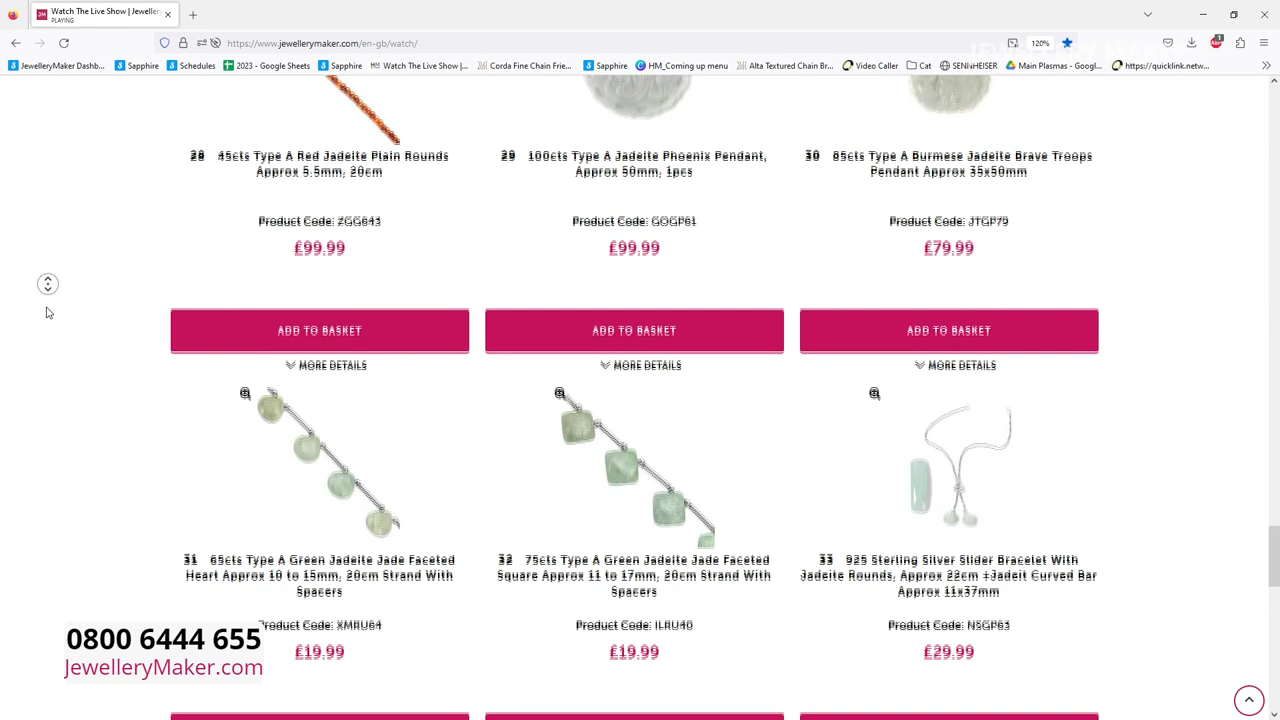 Watch The Live Show | Jeweller
PLAYING
https://www.jewellerymaker.com/en-gb/watch/
120%
JewelleryMaker Dashb...
Sapphire
Schedules
2023 - Google Sheets
Sapphire
Watch The Live Show |...
Corda Fine Chain Frie...
Sapphire
HM_Coming up menu
Alta Textured Chain Br...
Video Caller
Cat
SENNHEISER
Main Plasmas - Googl...
https://quicklink.netw...
28 45cts Type A Red Jadeite Plain Rounds
Approx 5.5mm, 20cm
Product Code: ZGG643
£99.99
ADD TO BASKET
MORE DETAILS
29 100cts Type A Jadeite Phoenix Pendant,
Approx 50mm, 1pcs
Product Code: GOGP61
£99.99
ADD TO BASKET
MORE DETAILS
30 85cts Type A Burmese Jadeite Brave Troops
Pendant Approx 35x50mm
Product Code: JTGP79
£79.99
ADD TO BASKET
MORE DETAILS
31 65cts Type A Green Jadeite Jade Faceted
Heart Approx 10 to 15mm, 20cm Strand With
Spacers
Product Code: XMRU64
£19.99
32 75cts Type A Green Jadeite Jade Faceted
Square Approx 11 to 17mm, 20cm Strand With
Spacers
Product Code: ILRU40
£19.99
33 925 Sterling Silver Slider Bracelet With
Jadeite Rounds, Approx 22cm +Jadeit Curved Bar
Approx 11x37mm
Product Code: NSGP63
£29.99
0800 6444 655
JewelleryMaker.com